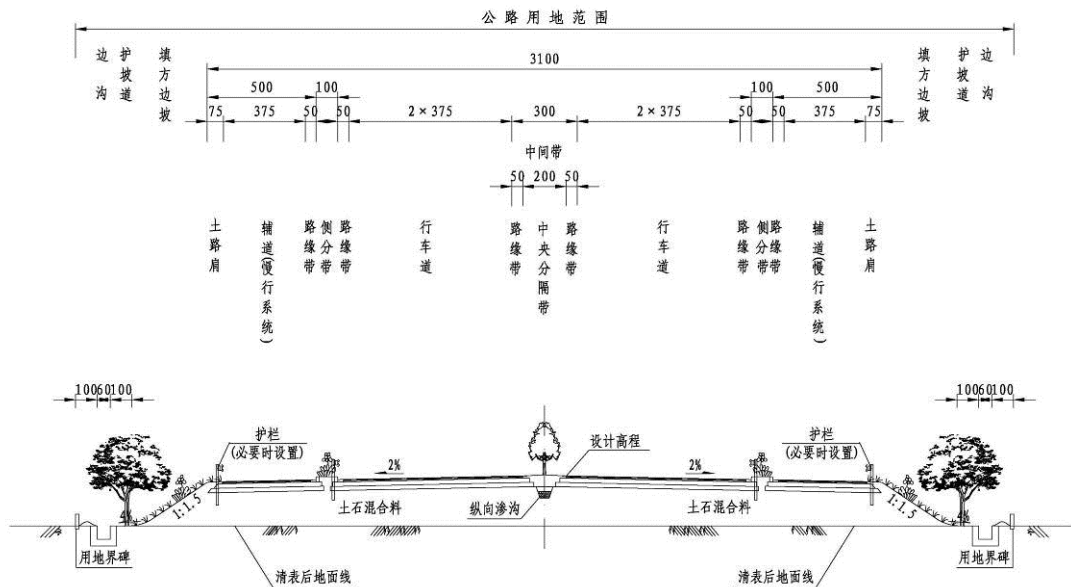 公路用地范围
边沟
护坡道
填方边坡
3100
填方边坡
护坡道
边沟
500
100
100
500
75
375
50
50
2×375
300
2×375
50
50
375
75
中间带
50
200
50
土路肩
辅道(慢行系统)
路缘带
侧分带
路缘带
行车道
路缘带
中央分隔带
路缘带
行车道
路缘带
侧分带
路缘带
辅道(慢行系统)
土路肩
100
60
100
100
60
100
护栏
(必要时设置)
设计高程
护栏
(必要时设置)
2%
2%
1:1.5
土石混合料
纵向渗沟
土石混合料
1:1.5
4%
4%
用地界碑
用地界碑
清表后地面线
清表后地面线